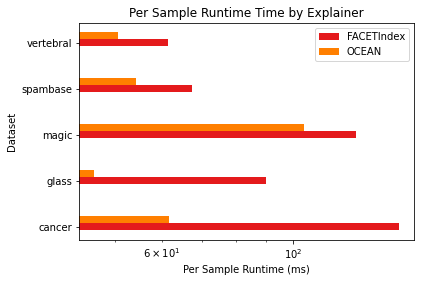 Per Sample Runtime Time by Explainer
FACETIndex
OCEAN
vertebral
spambase
magic
glass
cancer
Dataset
6 × 10¹
10²
Per Sample Runtime (ms)